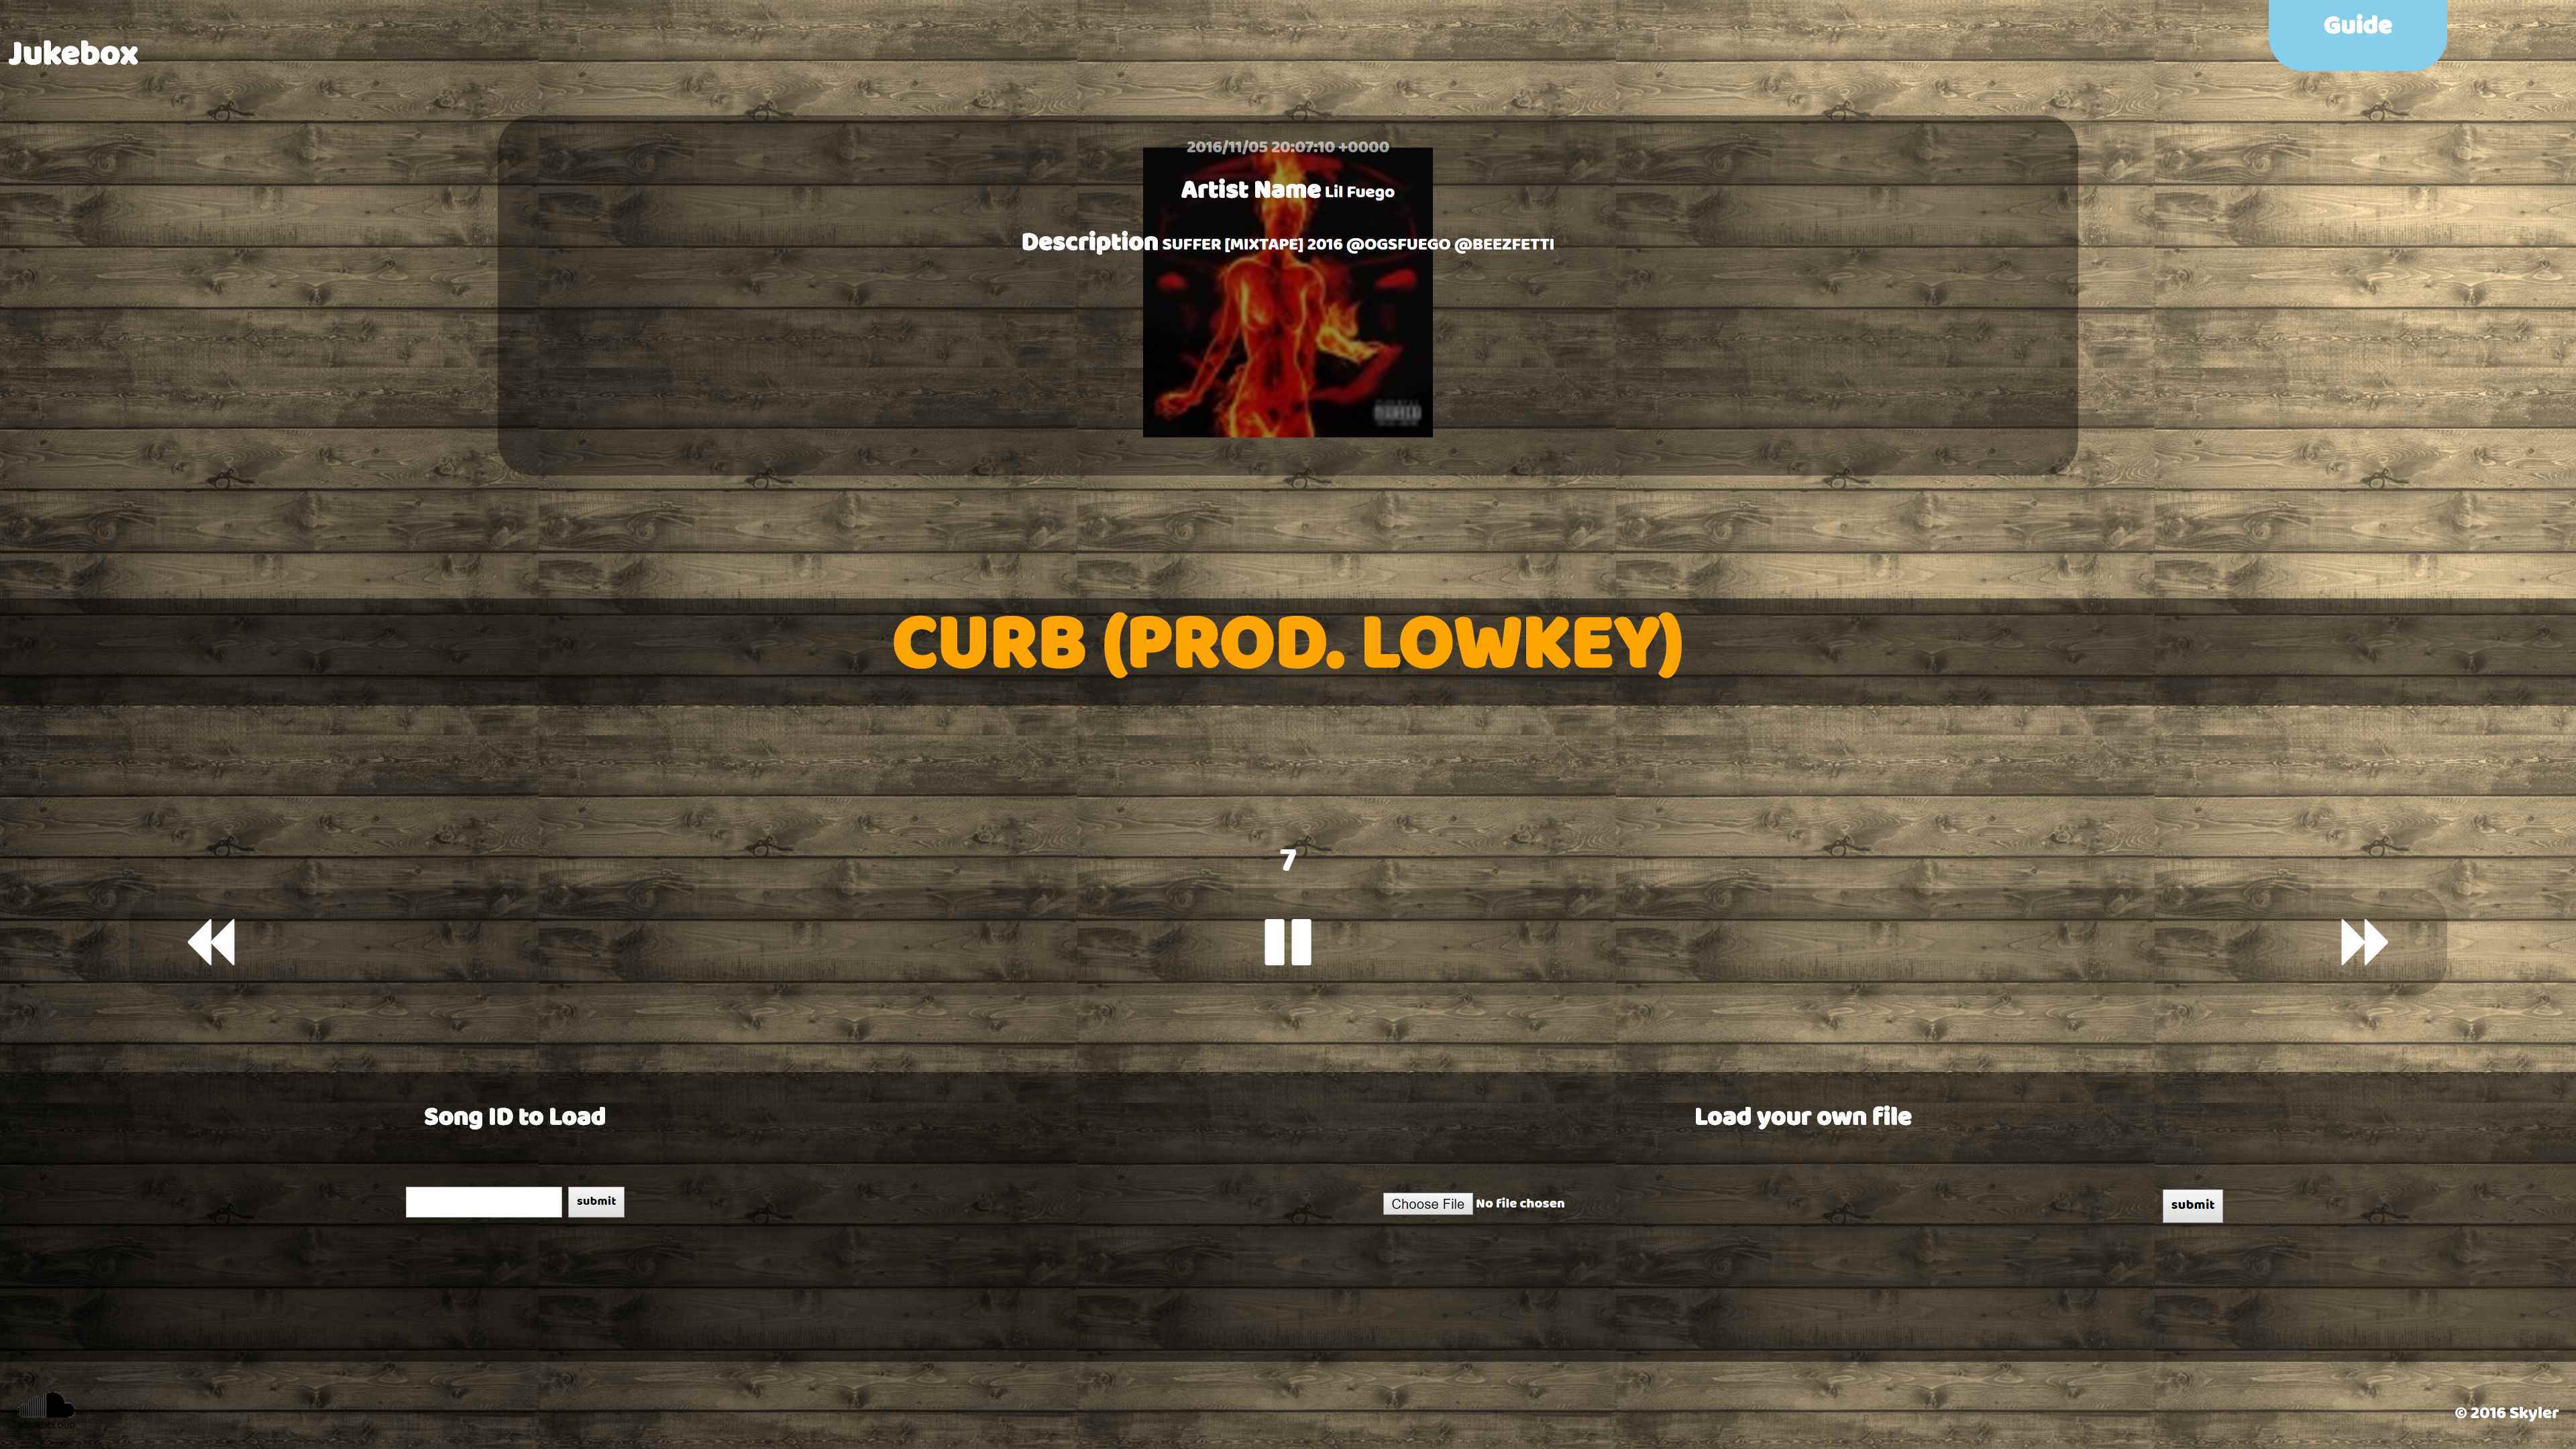 Guide
Jukebox
2016/11/05 20:07:10 +0000
Artist Name Lil Fuego
Description SUFFER [MIXTAPE] 2016 @OGSFUEGO @BEEZFETTI
CURB (PROD. LOWKEY)
7
Song ID to Load
Load your own file
submit
Choose File No file chosen
submit
© 2016 Skyler